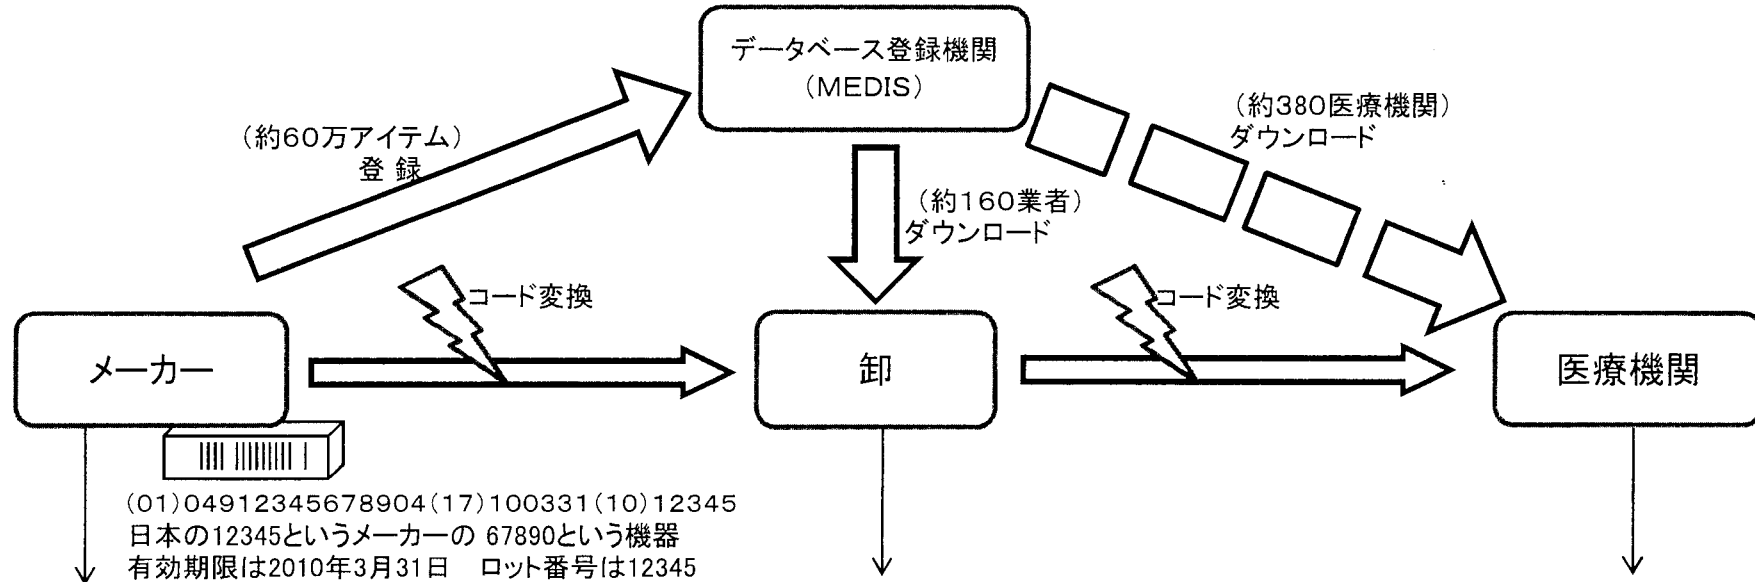 データベース登録機関
(MEDIS)
(約60万アイテム)
登 録
(約380医療機関)
ダウンロード
(約160業者)
ダウンロード
コード変換
コード変換
メーカー
卸
医療機関
(01)04912345678904(17)100331(10)12345
日本の12345というメーカーの 67890という機器
有効期限は2010年3月31日　ロット番号は12345